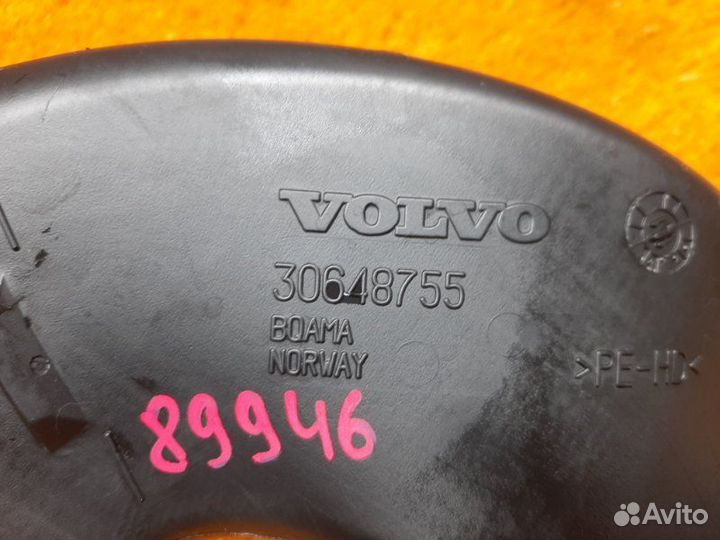 VOLVO
30648755
BQAMA
NORWAY
>PE-HD<
89946
Avito